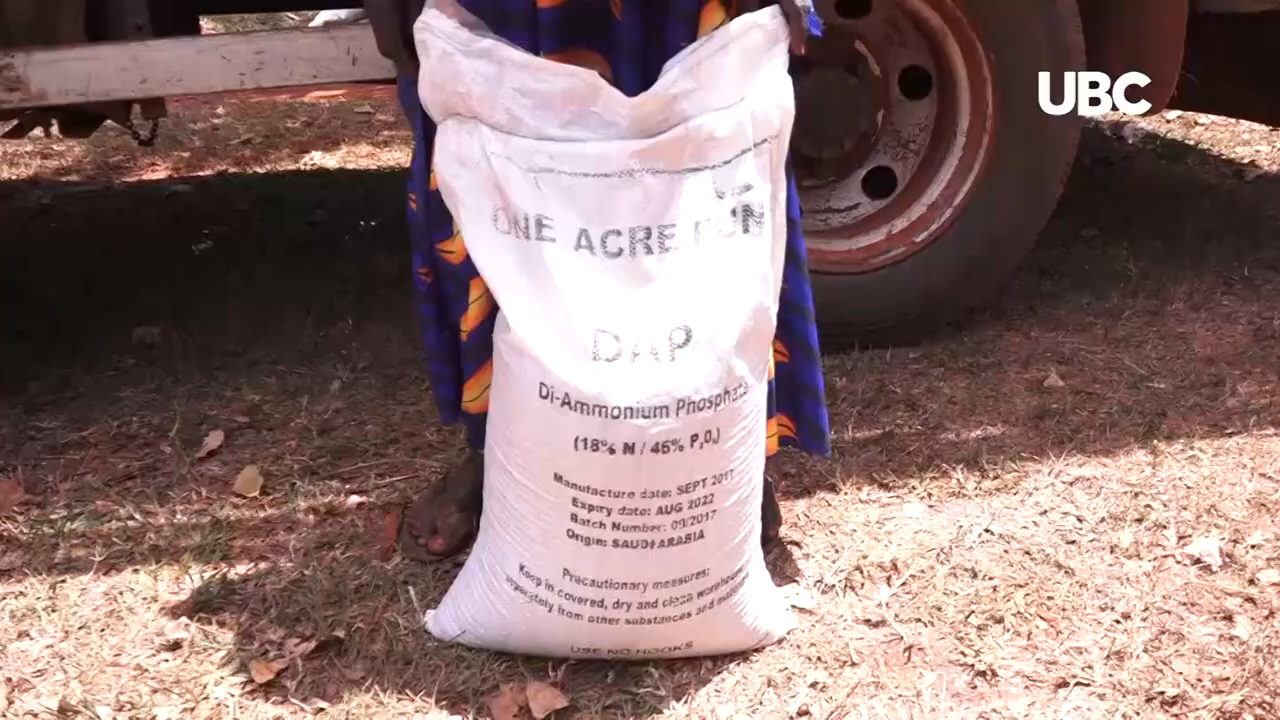 UBC
ONE ACRE FUN
DAP
Di-Ammonium Phosphate
(18% N / 46% P₂0₅)
Manufacture date: SEPT 2017
Expiry date: AUG 2022
Batch Number: 09/2017
Origin: SAUDI ARABIA
Precautionary measures:
Keep in covered, dry and clean warehouse
separately from other substances and
USE NO HOOKS